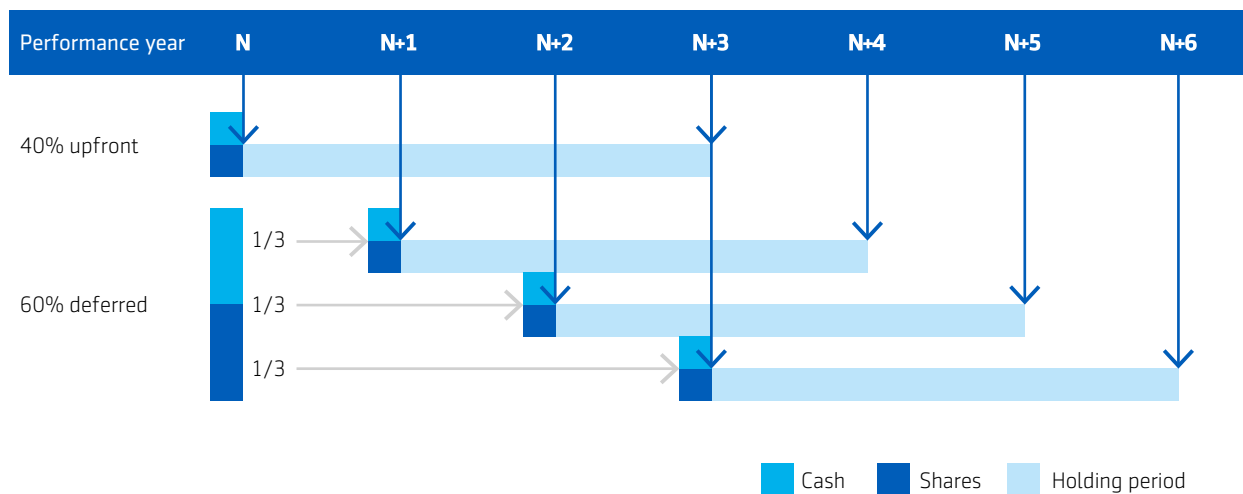 Performance year N N+1 N+2 N+3 N+4 N+5 N+6
40% upfront
1/3
60% deferred 1/3
1/3
Cash Shares Holding period